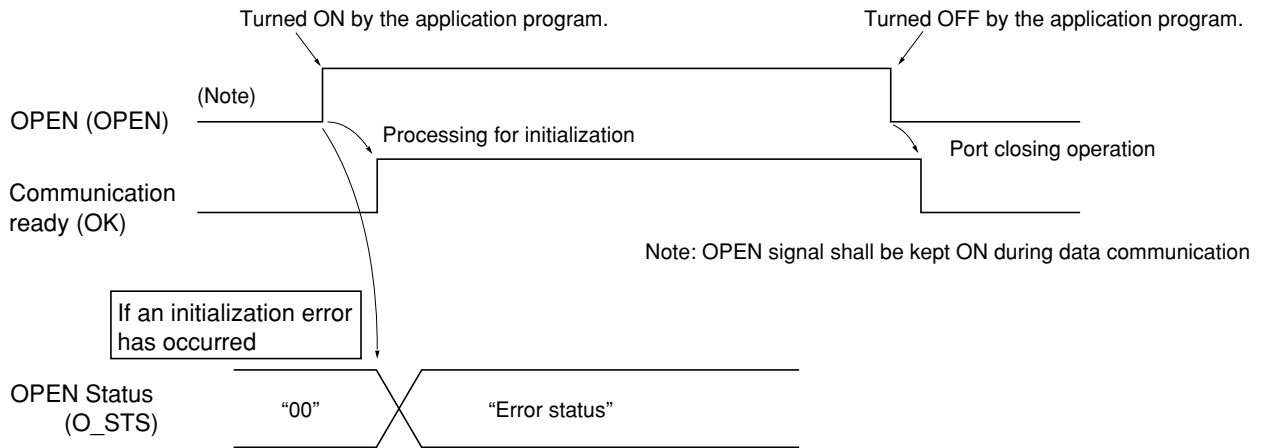 Turned ON by the application program.
Turned OFF by the application program.
(Note)
OPEN (OPEN)
Processing for initialization
Port closing operation
Communication
ready (OK)
Note: OPEN signal shall be kept ON during data communication
If an initialization error
has occurred
OPEN Status
(O_STS)
“00”
“Error status”